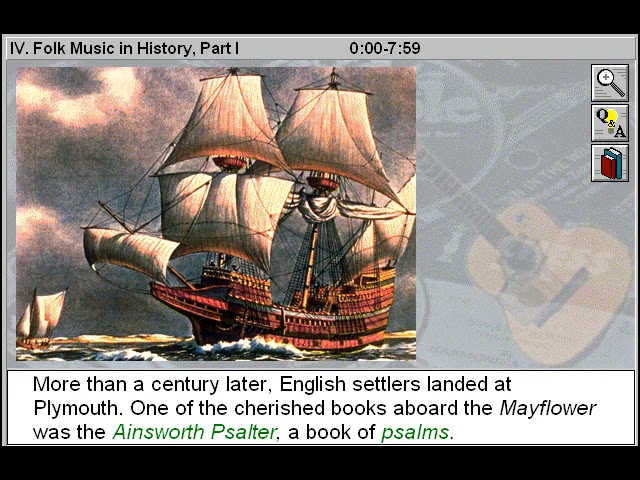 IV. Folk Music in History, Part I 0:00-7:59
Q
&
A
More than a century later, English settlers landed at
Plymouth. One of the cherished books aboard the Mayflower
was the Ainsworth Psalter, a book of psalms.